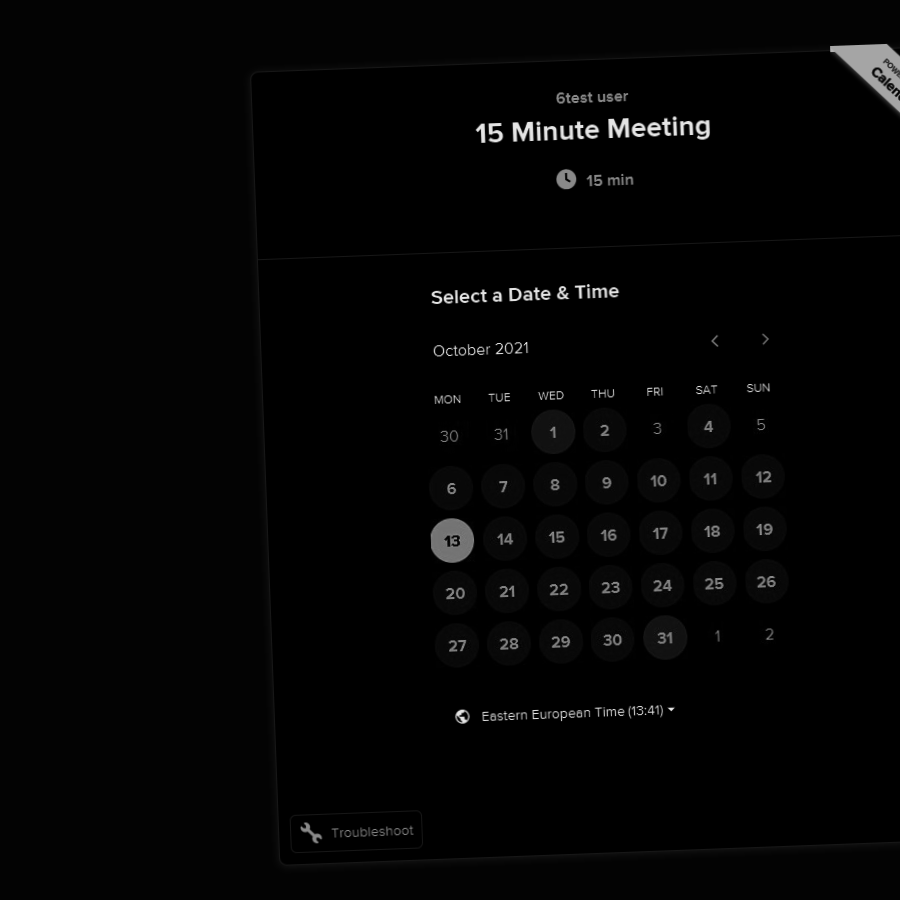 6test user
15 Minute Meeting
15 min
Select a Date & Time
October 2021
MON TUE WED THU FRI SAT SUN
30 31 1 2 3 4 5
6 7 8 9 10 11 12
13 14 15 16 17 18 19
20 21 22 23 24 25 26
27 28 29 30 31 1 2
Eastern European Time (13:41)
Troubleshoot